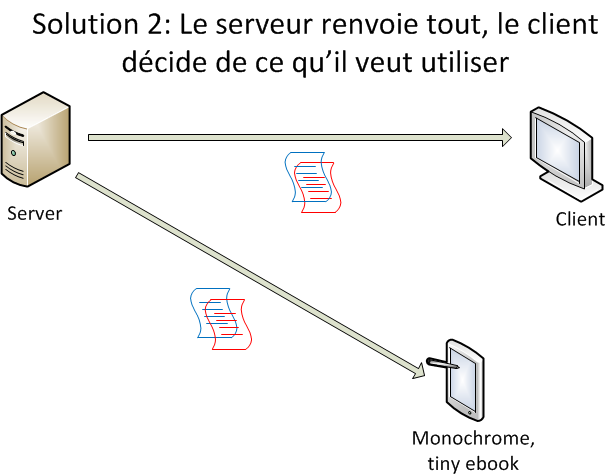 Solution 2: Le serveur renvoie tout, le client
décide de ce qu'il veut utiliser
Server
Client
Monochrome,
tiny ebook